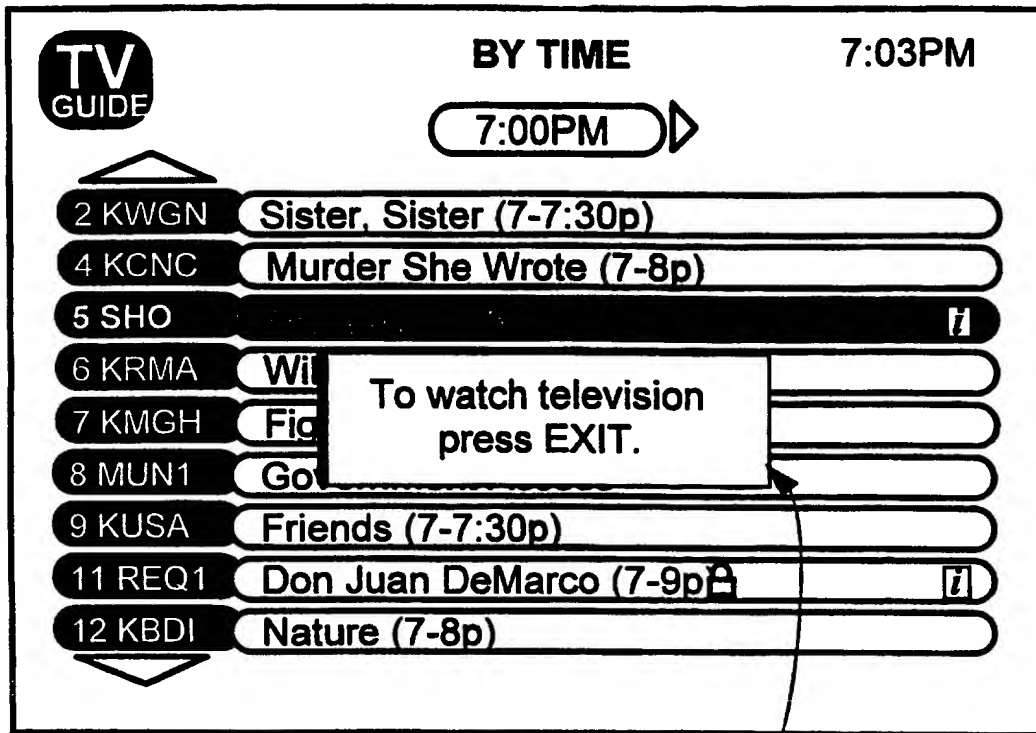 TV GUIDE
BY TIME
7:03PM
7:00PM
2 KWGN Sister, Sister (7-7:30p)
4 KCNC Murder She Wrote (7-8p)
5 SHO i
6 KRMA Wil
7 KMGH
8 MUN1
To watch television
press EXIT.
9 KUSA Friends (7-7:30p)
11 REQ1 Don Juan DeMarco (7-9p i
12 KBDI Nature (7-8p)